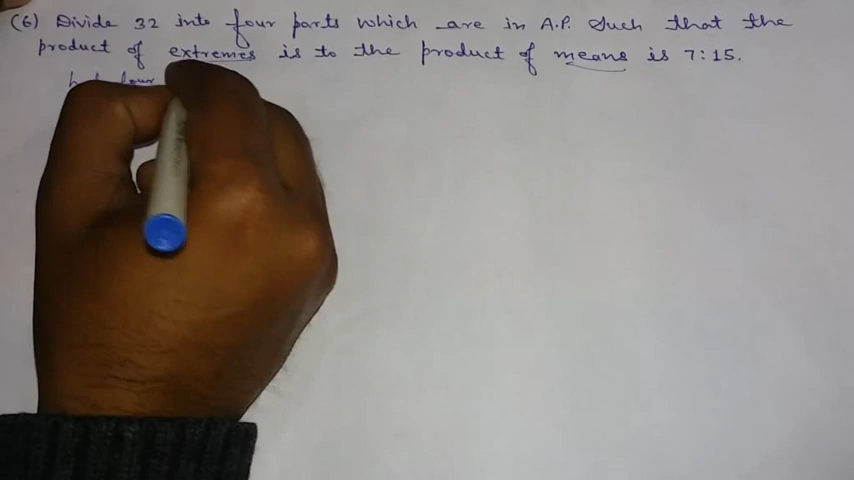 (6) Divide 32 into four parts which are in A.P. Such that the
product of extremes is to the product of means is 7:15.
four